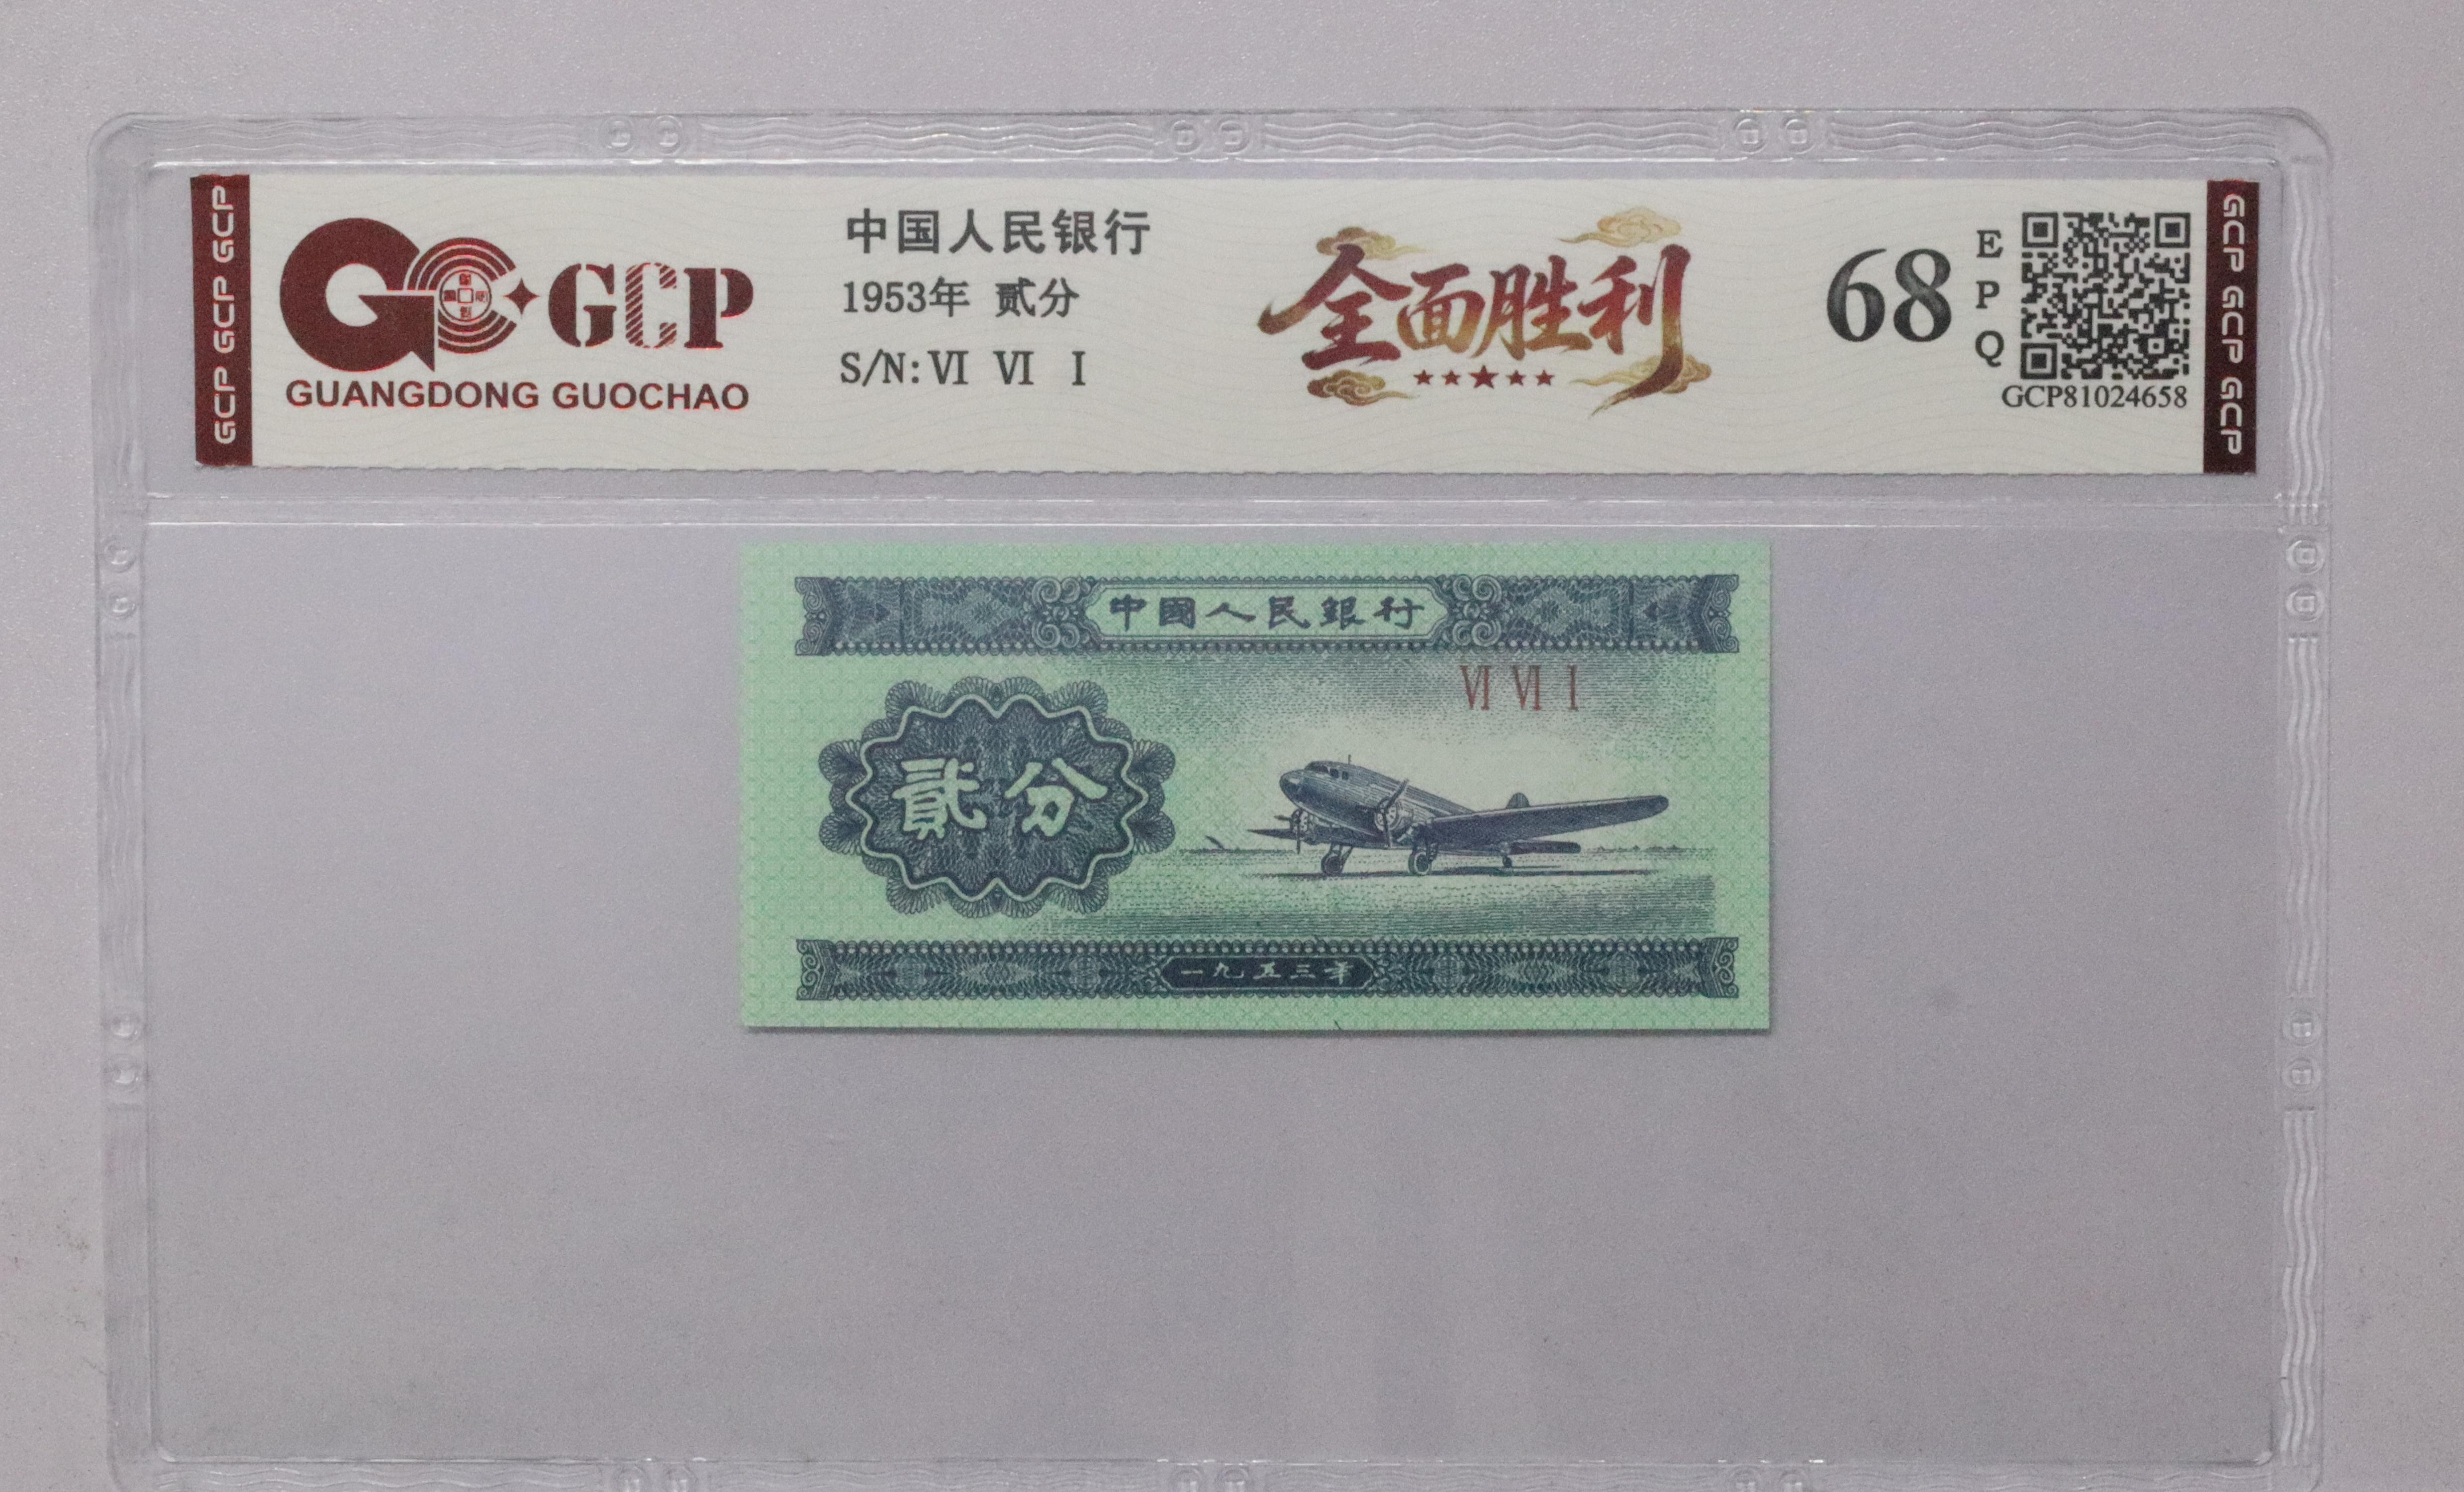 GCP GCP GCP
GCP
GUANGDONG GUOCHAO
中国人民银行
1953年 贰分
S/N: VI VI I
全面胜利
68
E
P
Q
GCP81024658
GCP GCP GCP
中國人民銀行
VI VI I
貳分
一九五三年